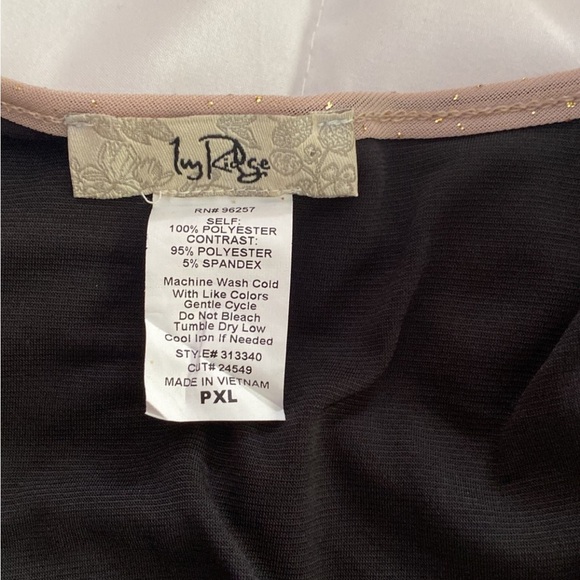 Ivy Ridge
RN# 96257
SELF:
100% POLYESTER
CONTRAST:
95% POLYESTER
5% SPANDEX
Machine Wash Cold
With Like Colors
Gentle Cycle
Do Not Bleach
Tumble Dry Low
Cool Iron If Needed
STYLE# 313340
CUT# 24549
MADE IN VIETNAM
PXL